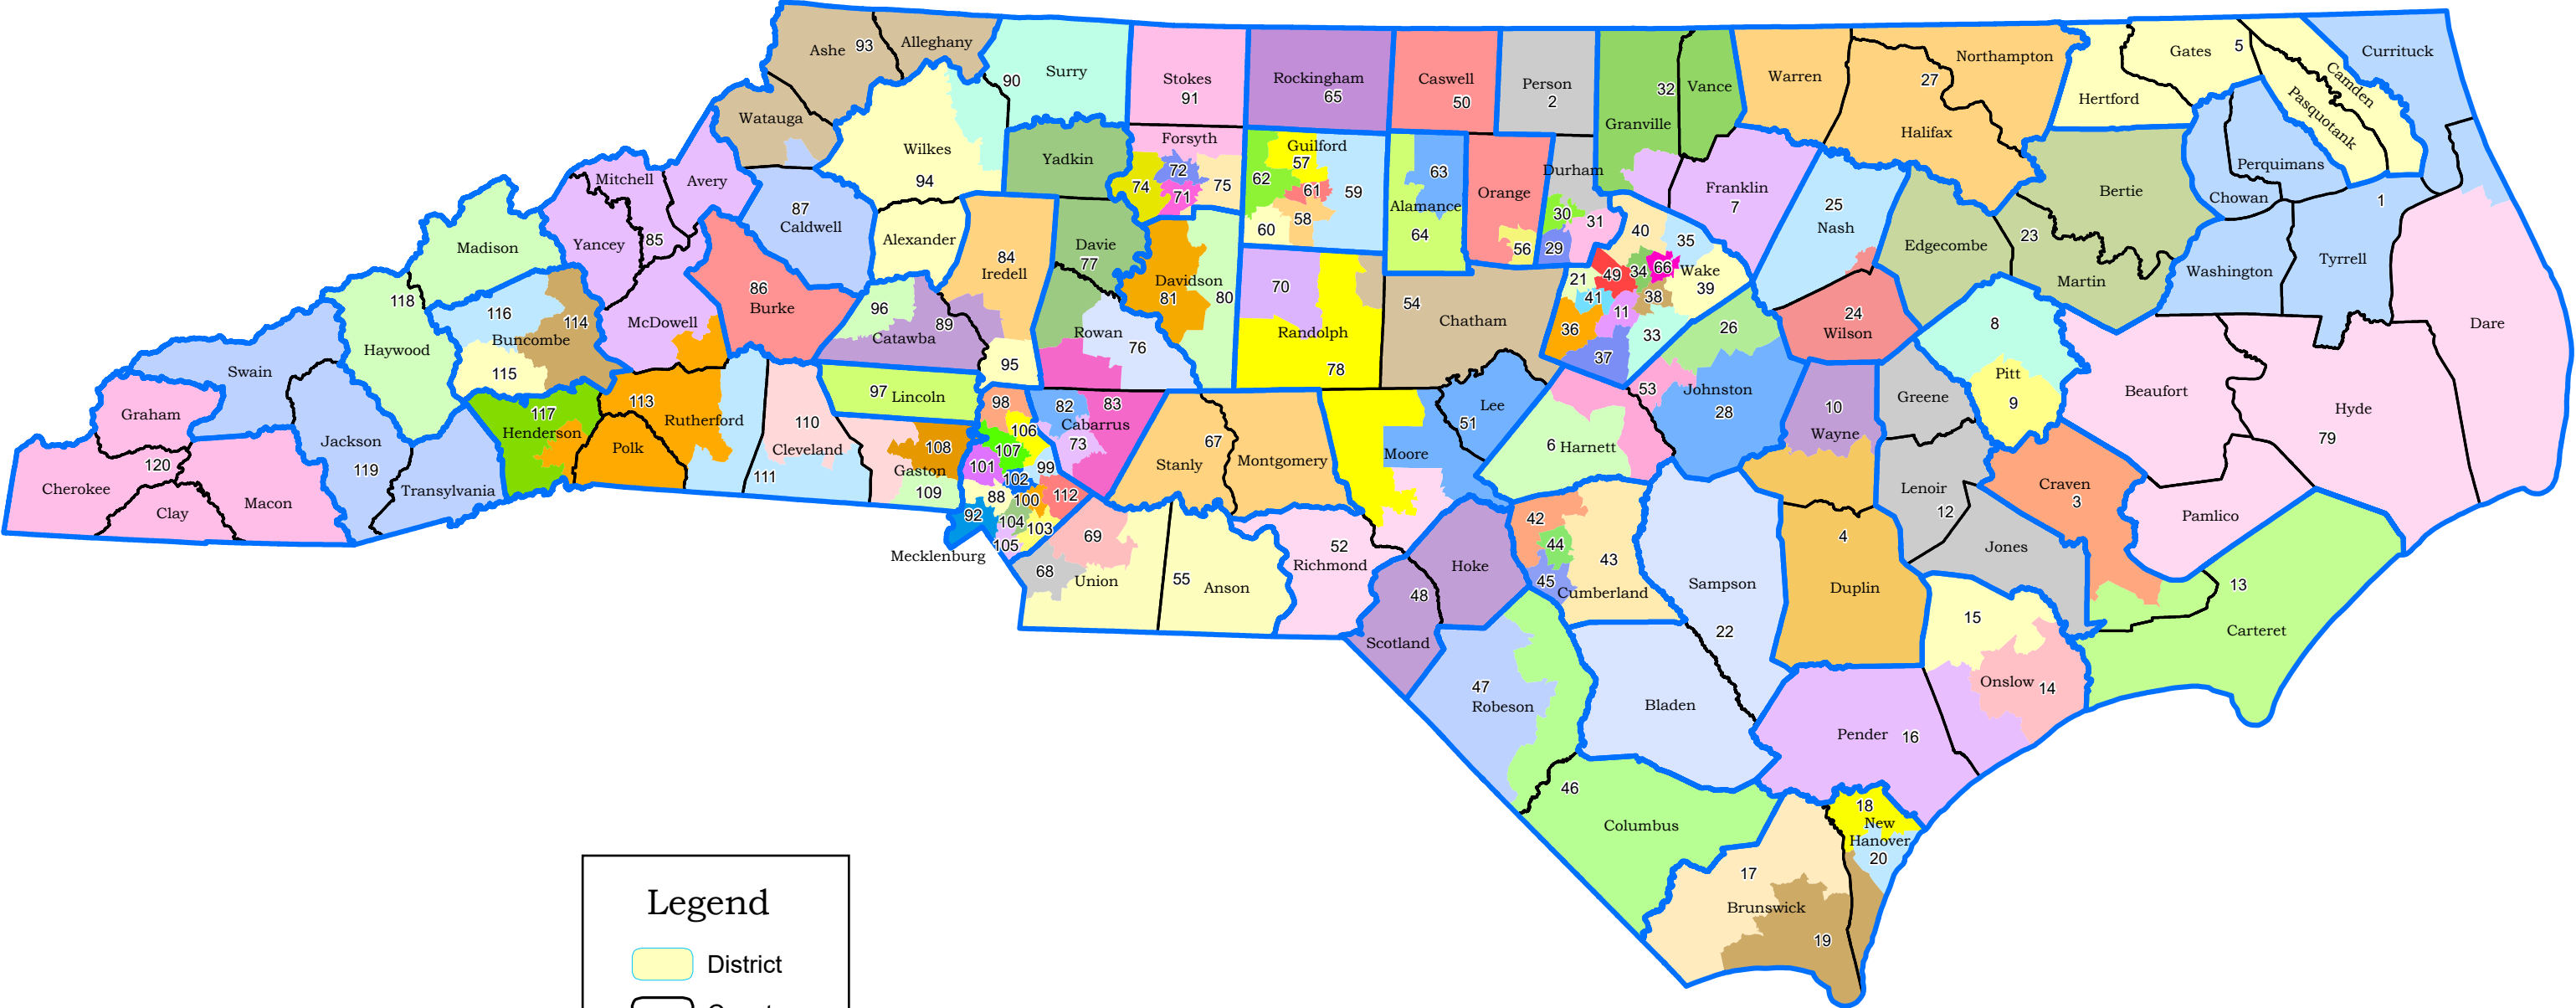 Ashe 93
Alleghany
90
Surry
Stokes
91
Rockingham
65
Caswell
50
Person
2
32
Vance
Granville
Warren
27
Northampton
Halifax
Gates
5
Hertford
Camden
Pasquotank
Currituck
Watauga
Wilkes
94
Yadkin
Forsyth
74
72
71
75
Guilford
57
62
61
59
60
58
63
Alamance
64
Orange
56
Durham
30
31
29
Franklin
7
25
Nash
Edgecombe
23
Bertie
Martin
Perquimans
Chowan
1
Washington
Tyrrell
Dare
Mitchell
Avery
Yancey
85
87
Caldwell
Alexander
84
Iredell
Davie
77
Davidson
81
80
70
Randolph
78
54
Chatham
40
35
21
49
34
66
Wake
39
41
38
11
36
33
37
26
24
Wilson
8
Pitt
9
Madison
118
Haywood
116
114
Buncombe
115
McDowell
86
Burke
96
89
Catawba
95
Rowan
76
Swain
Graham
120
Cherokee
Clay
Macon
Jackson
119
Transylvania
117
Henderson
113
Rutherford
Polk
110
Cleveland
111
97 Lincoln
108
Gaston
109
98
106
107
101
99
102
88
100
112
92
104
103
105
Mecklenburg
82
83
Cabarrus
73
67
Stanly
Montgomery
Moore
51
Lee
6 Harnett
53
Johnston
28
10
Wayne
Greene
Lenoir
12
Jones
Craven
3
Beaufort
Hyde
79
Pamlico
69
68
Union
55
Anson
52
Richmond
48
Scotland
Hoke
42
44
43
45
Cumberland
Sampson
22
4
Duplin
15
Onslow 14
13
Carteret
47
Robeson
Bladen
Pender 16
46
Columbus
18
New
Hanover
20
17
Brunswick
19
Legend
District